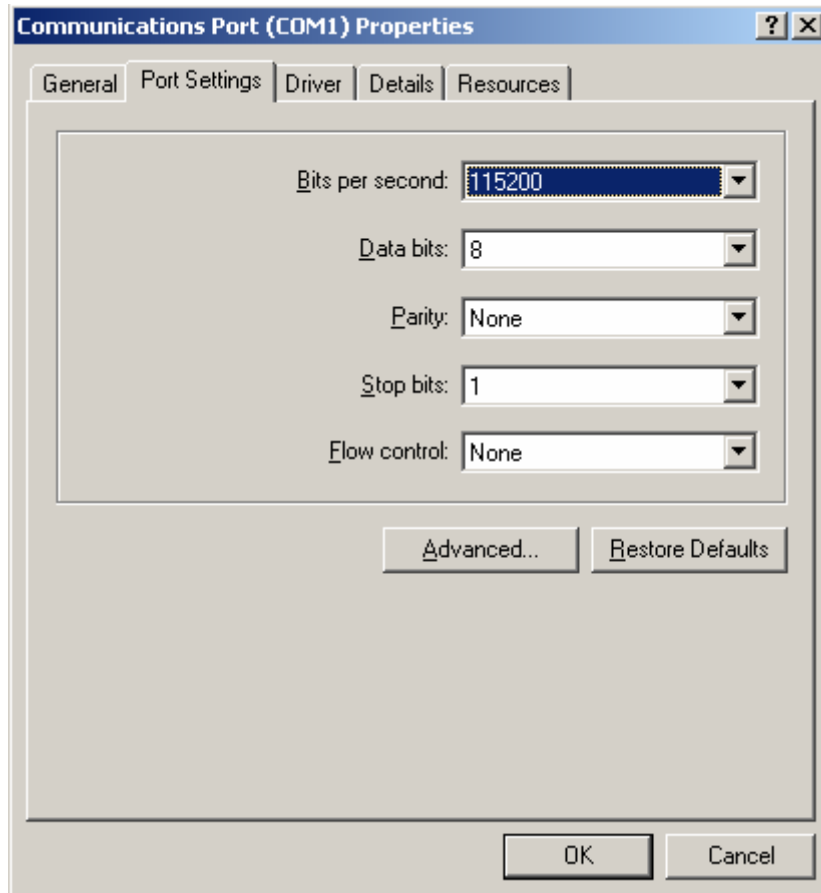 Communications Port (COM1) Properties
General Port Settings Driver Details Resources
Bits per second: 115200
Data bits: 8
Parity: None
Stop bits: 1
Flow control: None
Advanced... Restore Defaults
OK Cancel